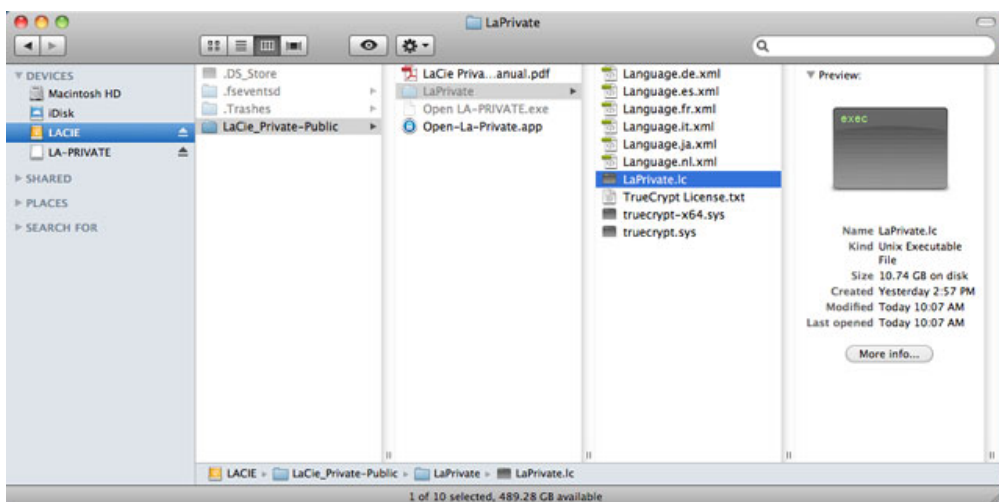 LaPrivate
DEVICES
Macintosh HD
iDisk
LACIE
LA-PRIVATE
SHARED
PLACES
SEARCH FOR
.DS_Store
.fseventsd
.Trashes
LaCie_Private-Public
LaCie Priva...anual.pdf
LaPrivate
Open LA-PRIVATE.exe
Open-La-Private.app
Language.de.xml
Language.es.xml
Language.fr.xml
Language.it.xml
Language.ja.xml
Language.nl.xml
LaPrivate.lc
TrueCrypt License.txt
truecrypt-x64.sys
truecrypt.sys
Preview:
exec
Name LaPrivate.lc
Kind Unix Executable
File
Size 10.74 GB on disk
Created Yesterday 2:57 PM
Modified Today 10:07 AM
Last opened Today 10:07 AM
More info...
LACIE LaCie_Private-Public LaPrivate LaPrivate.lc
1 of 10 selected, 489.28 GB available